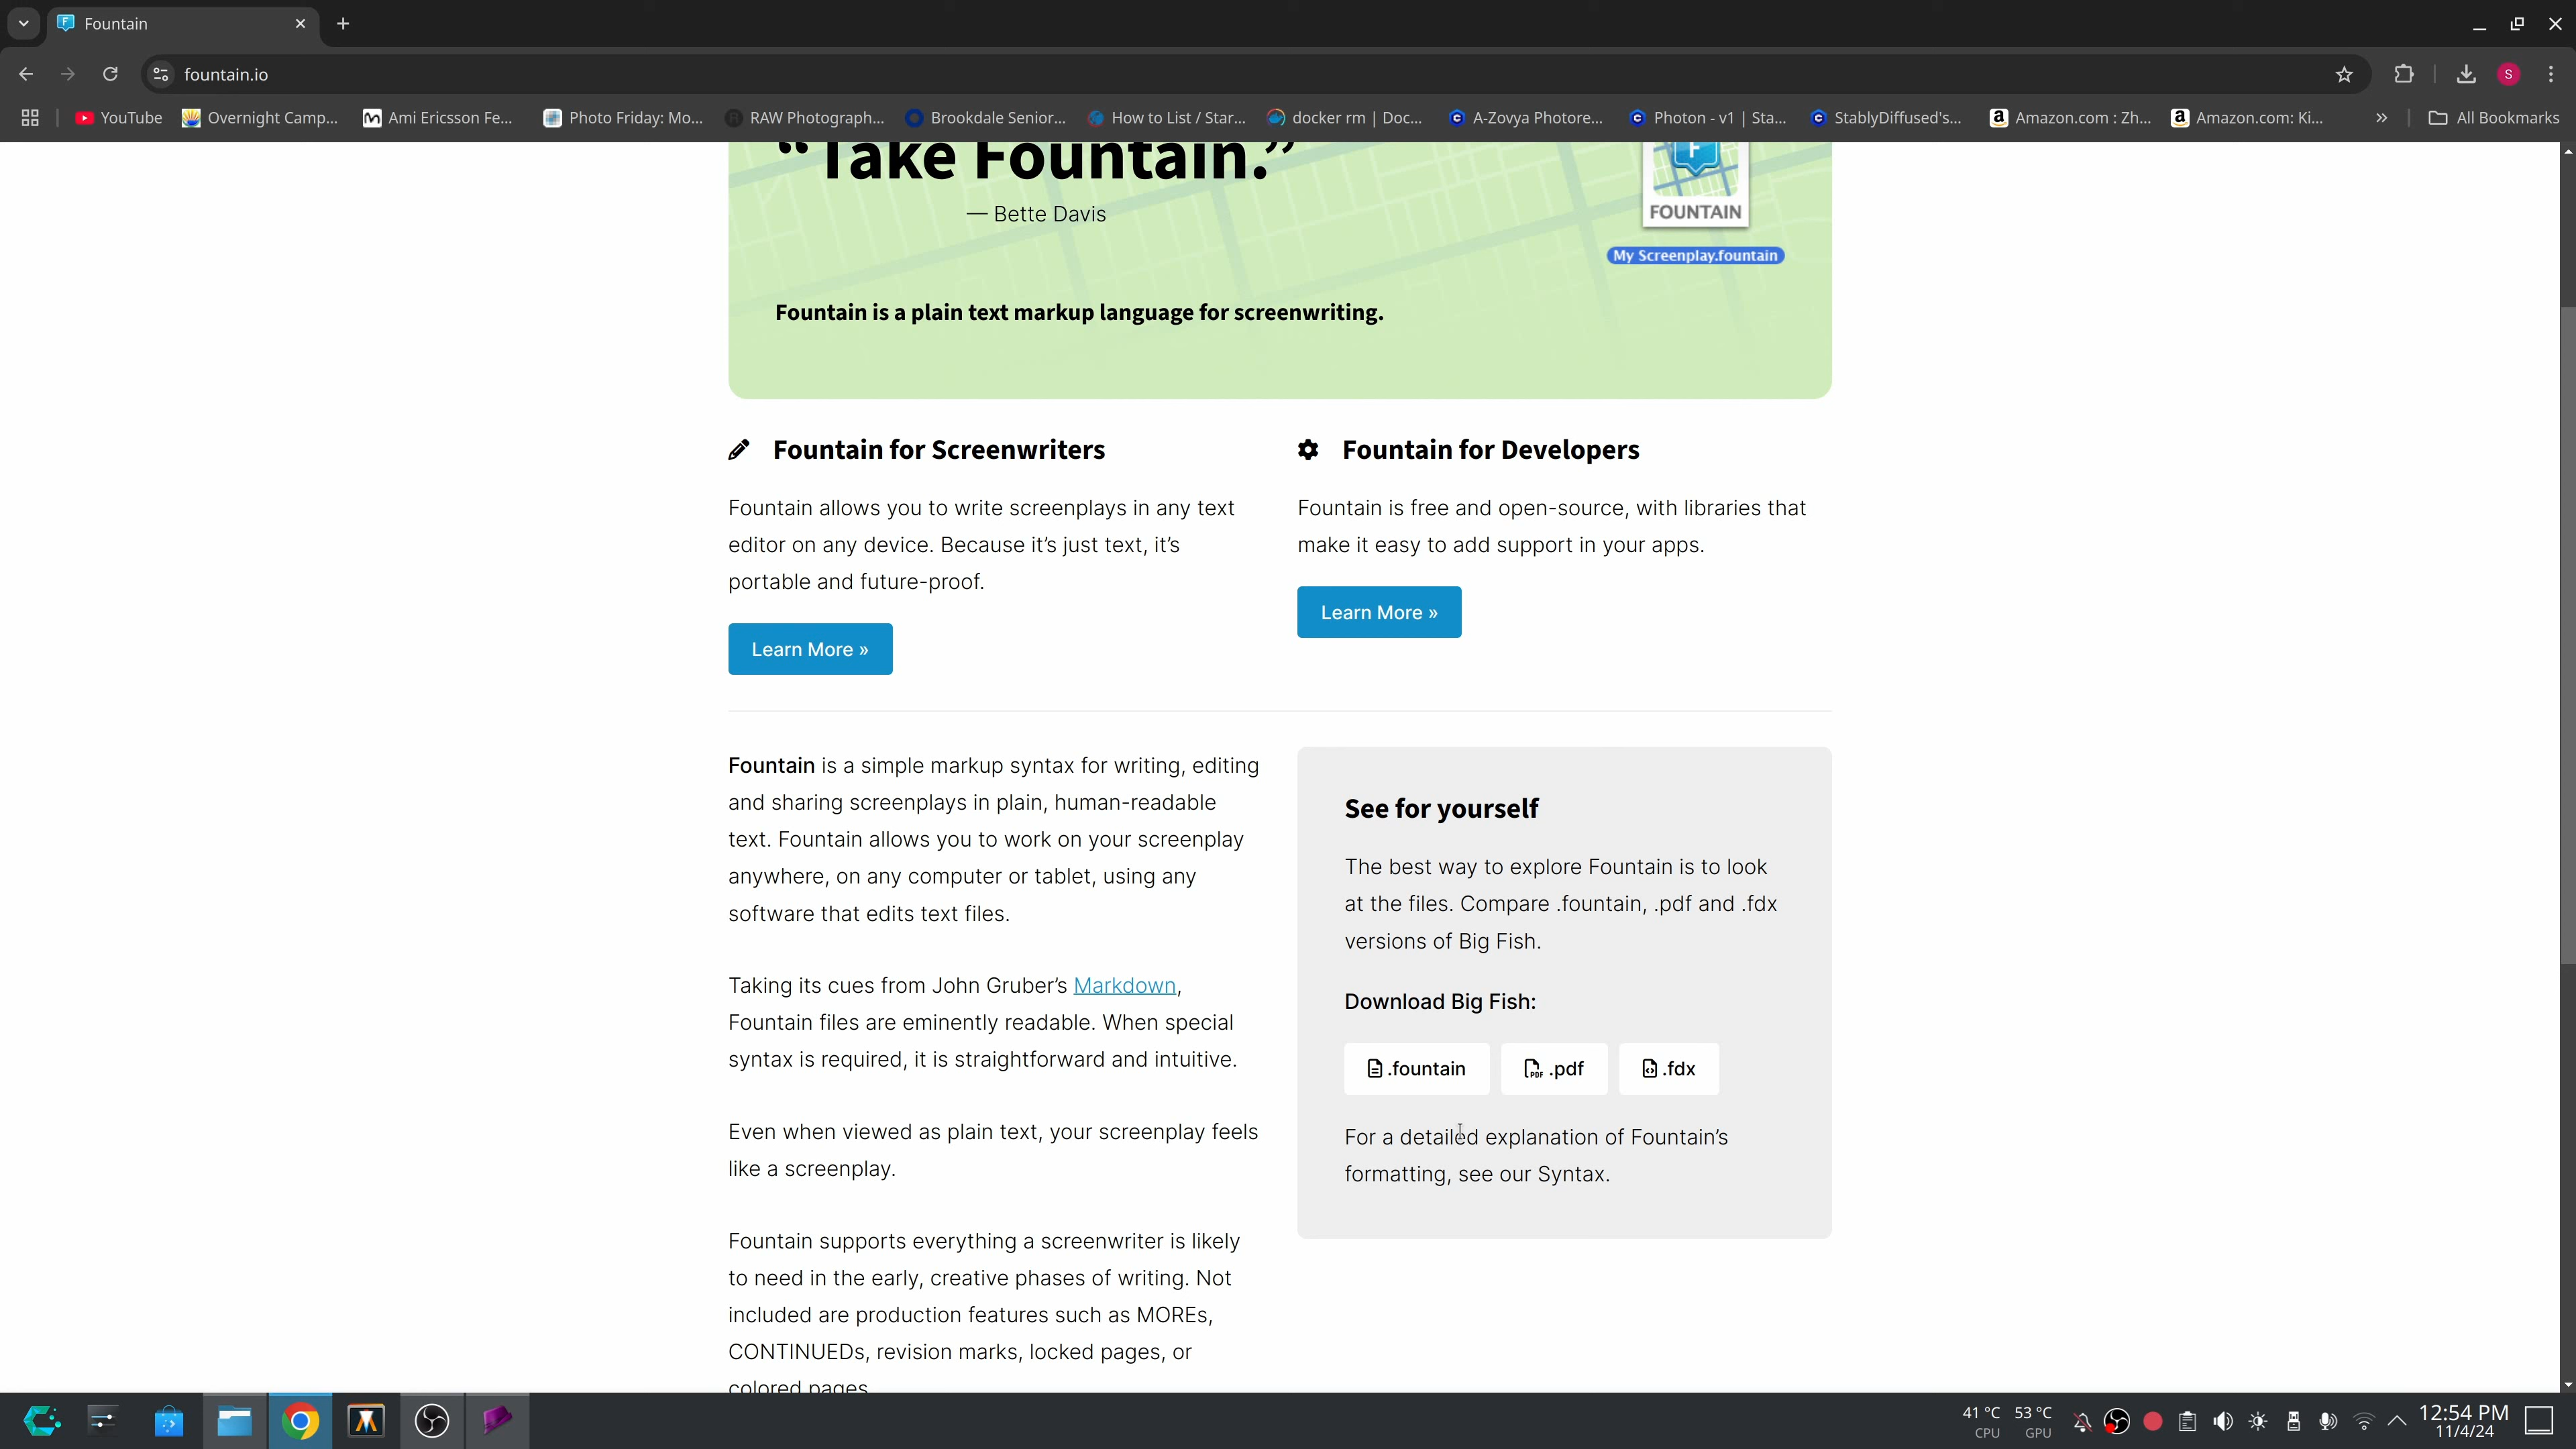 Fountain
fountain.io
YouTube
Overnight Camp...
Ami Ericsson Fe...
Photo Friday: Mo...
RAW Photograph...
Brookdale Senior...
How to List / Star...
docker rm | Doc...
A-Zovya Photore...
Photon - v1 | Sta...
StablyDiffused's...
Amazon.com : Zh...
Amazon.com: Ki...
»
All Bookmarks
S
“Take Fountain.”
— Bette Davis
F
FOUNTAIN
My Screenplay.fountain
Fountain is a plain text markup language for screenwriting.
Fountain for Screenwriters
Fountain allows you to write screenplays in any text
editor on any device. Because it’s just text, it’s
portable and future-proof.
Learn More »
Fountain for Developers
Fountain is free and open-source, with libraries that
make it easy to add support in your apps.
Learn More »
Fountain is a simple markup syntax for writing, editing
and sharing screenplays in plain, human-readable
text. Fountain allows you to work on your screenplay
anywhere, on any computer or tablet, using any
software that edits text files.
Taking its cues from John Gruber’s Markdown,
Fountain files are eminently readable. When special
syntax is required, it is straightforward and intuitive.
Even when viewed as plain text, your screenplay feels
like a screenplay.
Fountain supports everything a screenwriter is likely
to need in the early, creative phases of writing. Not
included are production features such as MOREs,
CONTINUEDs, revision marks, locked pages, or
colored pages.
See for yourself
The best way to explore Fountain is to look
at the files. Compare .fountain, .pdf and .fdx
versions of Big Fish.
Download Big Fish:
.fountain
PDF .pdf
.fdx
For a detailed explanation of Fountain’s
formatting, see our Syntax.
41 °C
CPU
53 °C
GPU
12:54 PM
11/4/24